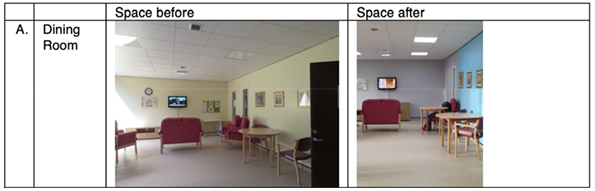 Space before
Space after
A.
Dining
Room